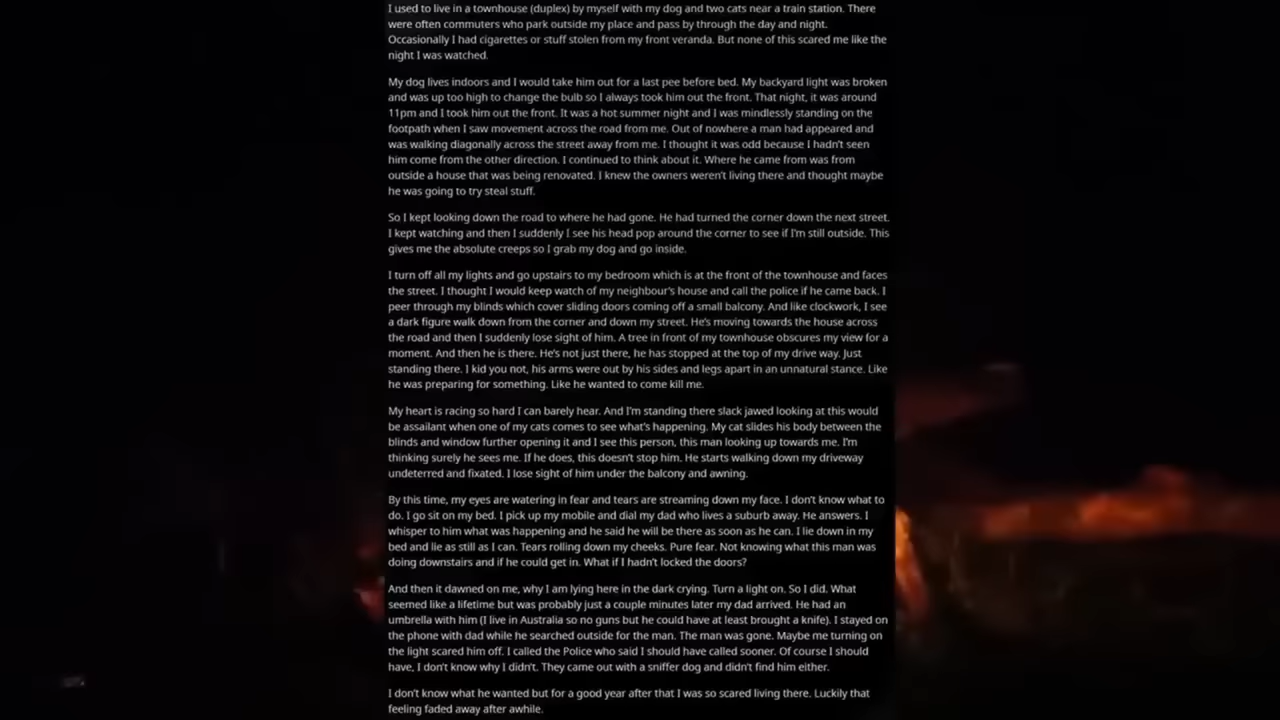 I used to live in a townhouse (duplex) by myself with my dog and two cats near a train station. There
were often commuters who park outside my place and pass by through the day and night.
Occasionally I had cigarettes or stuff stolen from my front veranda. But none of this scared me like the
night I was watched.
My dog lives indoors and I would take him out for a last pee before bed. My backyard light was broken
and was up too high to change the bulb so I always took him out the front. That night, it was around
11pm and I took him out the front. It was a hot summer night and I was mindlessly standing on the
footpath when I saw movement across the road from me. Out of nowhere a man had appeared and
was walking diagonally across the street away from me. I thought it was odd because I hadn't seen
him come from the other direction. I continued to think about it. Where he came from was from
outside a house that was being renovated. I knew the owners weren't living there and thought maybe
he was going to try steal stuff.
So I kept looking down the road to where he had gone. He had turned the corner down the next street.
I kept watching and then I suddenly I see his head pop around the corner to see if I'm still outside. This
gives me the absolute creeps so I grab my dog and go inside.
I turn off all my lights and go upstairs to my bedroom which is at the front of the townhouse and faces
the street. I thought I would keep watch of my neighbour's house and call the police if he came back. I
peer through my blinds which cover sliding doors coming off a small balcony. And like clockwork, I see
a dark figure walk down from the corner and down my street. He's moving towards the house across
the road and then I suddenly lose sight of him. A tree in front of my townhouse obscures my view for a
moment. And then he is there. He's not just there, he has stopped at the top of my drive way. Just
standing there. I kid you not, his arms were out by his sides and legs apart in an unnatural stance. Like
he was preparing for something. Like he wanted to come kill me.
My heart is racing so hard I can barely hear. And I'm standing there slack jawed looking at this would
be assailant when one of my cats comes to see what's happening. My cat slides his body between the
blinds and window further opening it and I see this person, this man looking up towards me. I'm
thinking surely he sees me. If he does, this doesn't stop him. He starts walking down my driveway
undeterred and fixated. I lose sight of him under the balcony and awning.
By this time, my eyes are watering in fear and tears are streaming down my face. I don't know what to
do. I go sit on my bed. I pick up my mobile and dial my dad who lives a suburb away. He answers. I
whisper to him what was happening and he said he will be there as soon as he can. I lie down in my
bed and lie as still as I can. Tears rolling down my cheeks. Pure fear. Not knowing what this man was
doing downstairs and if he could get in. What if I hadn't locked the doors?
And then it dawned on me, why I am lying here in the dark crying. Turn a light on. So I did. What
seemed like a lifetime but was probably just a couple minutes later my dad arrived. He had an
umbrella with him (I live in Australia so no guns but he could have at least brought a knife). I stayed on
the phone with dad while he searched outside for the man. The man was gone. Maybe me turning on
the light scared him off. I called the Police who said I should have called sooner. Of course I should
have, I don't know why I didn't. They came out with a sniffer dog and didn't find him either.
I don't know what he wanted but for a good year after that I was so scared living there. Luckily that
feeling faded away after awhile.